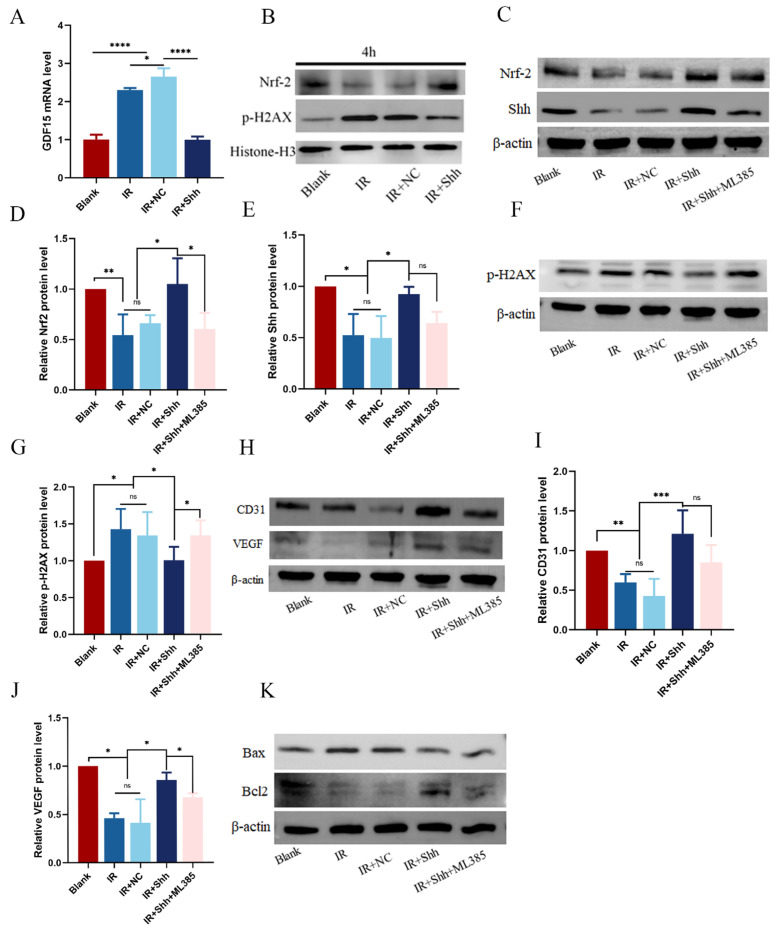 A
GDF15 mRNA level
4
3
2
1
0
****
****
*
Blank
IR
IR+NC
IR+Shh
B
4h
Nrf-2
p-H2AX
Histone-H3
Blank
IR
IR+NC
IR+Shh
C
Nrf-2
Shh
β-actin
Blank
IR
IR+NC
IR+Shh
IR+Shh+ML385
D
Relative Nrf2 protein level
1.5
1.0
0.5
0.0
**
ns
*
*
Blank
IR
IR+NC
IR+Shh
IR+Shh+ML385
E
Relative Shh protein level
1.5
1.0
0.5
0.0
*
ns
*
ns
Blank
IR
IR+NC
IR+Shh
IR+Shh+ML385
F
p-H2AX
β-actin
Blank
IR
IR+NC
IR+Shh
IR+Shh+ML385
G
Relative p-H2AX protein level
2.0
1.5
1.0
0.5
0.0
*
ns
*
*
Blank
IR
IR+NC
IR+Shh
IR+Shh+ML385
H
CD31
VEGF
β-actin
Blank
IR
IR+NC
IR+Shh
IR+Shh+ML385
I
Relative CD31 protein level
2.0
1.5
1.0
0.5
0.0
**
ns
***
ns
Blank
IR
IR+NC
IR+Shh
IR+Shh+ML385
J
Relative VEGF protein level
1.5
1.0
0.5
0.0
*
ns
*
*
Blank
IR
IR+NC
IR+Shh
IR+Shh+ML385
K
Bax
Bcl2
β-actin
Blank
IR
IR+NC
IR+Shh
IR+Shh+ML385